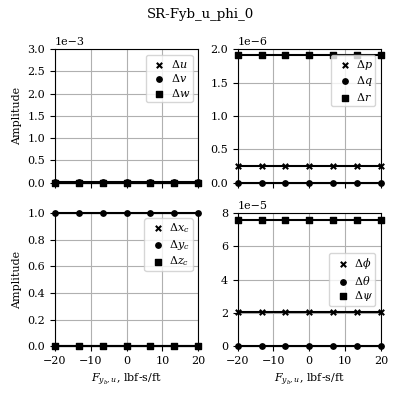 SR-Fyb_u_phi_0
1e−3
3.0
2.5
2.0
1.5
1.0
0.5
0.0
Amplitude
Δu
Δv
Δw
1e−6
2.0
1.5
1.0
0.5
0.0
Δp
Δq
Δr
1.0
0.8
0.6
0.4
0.2
0.0
Amplitude
Δx_c
Δy_c
Δz_c
−20 −10 0 10 20
F_{y_b,u}, lbf-s/ft
1e−5
8
6
4
2
0
Δϕ
Δθ
Δψ
−20 −10 0 10 20
F_{y_b,u}, lbf-s/ft